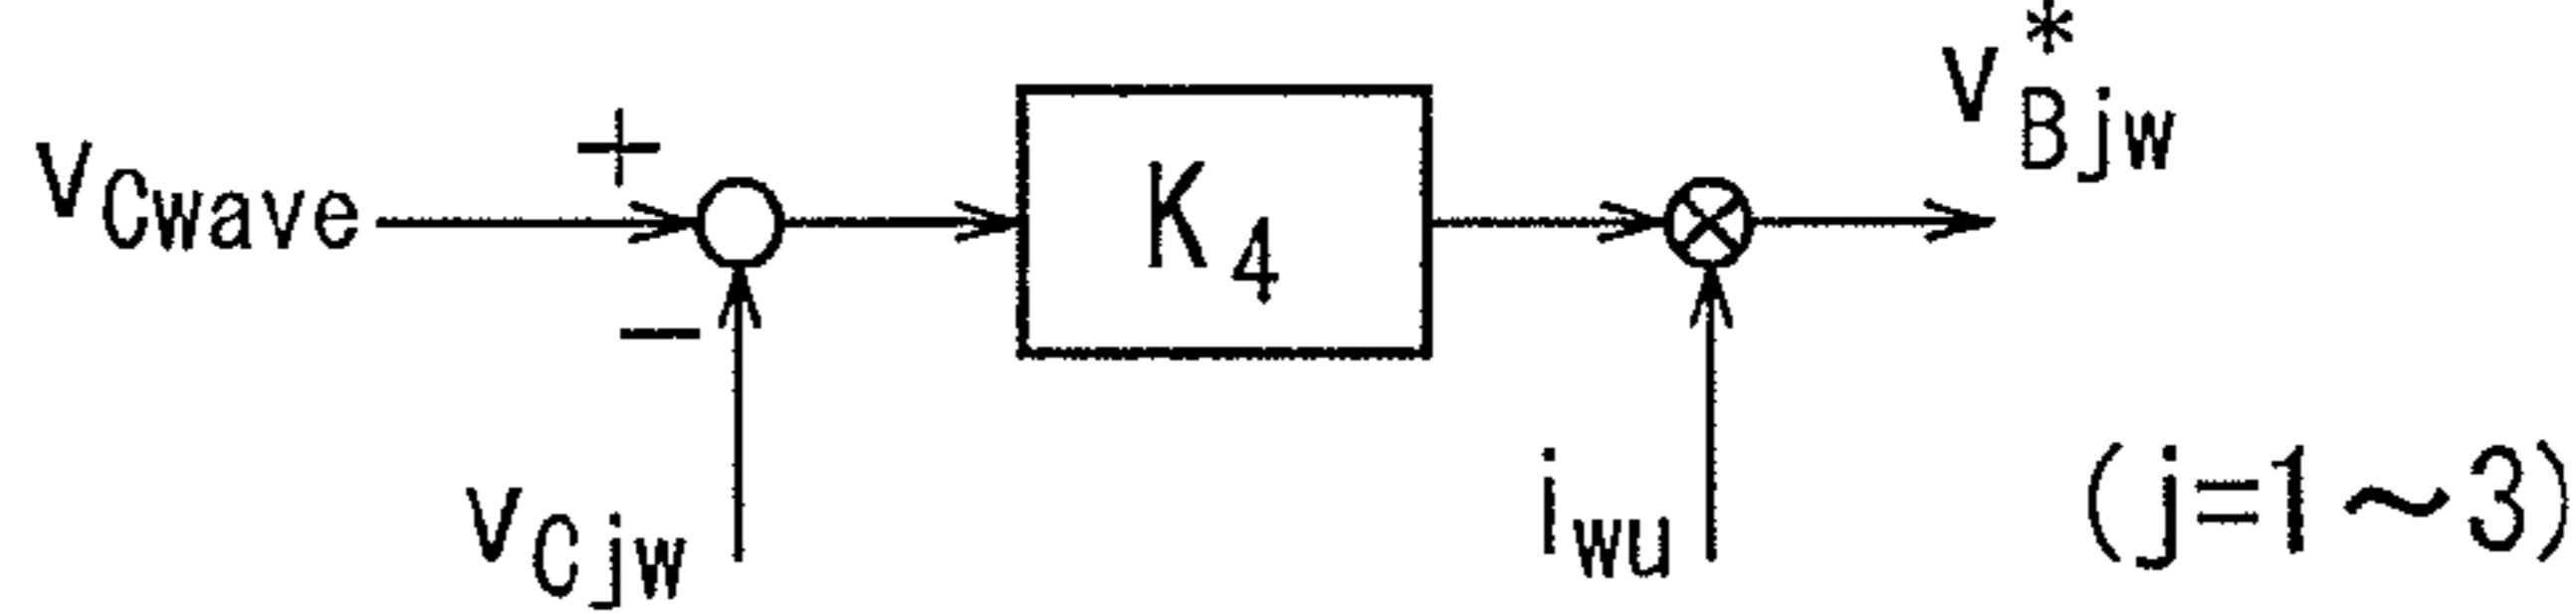 v*Bjw
+
vCwave
K4
−
vCjw
iwu
(j=1～3)